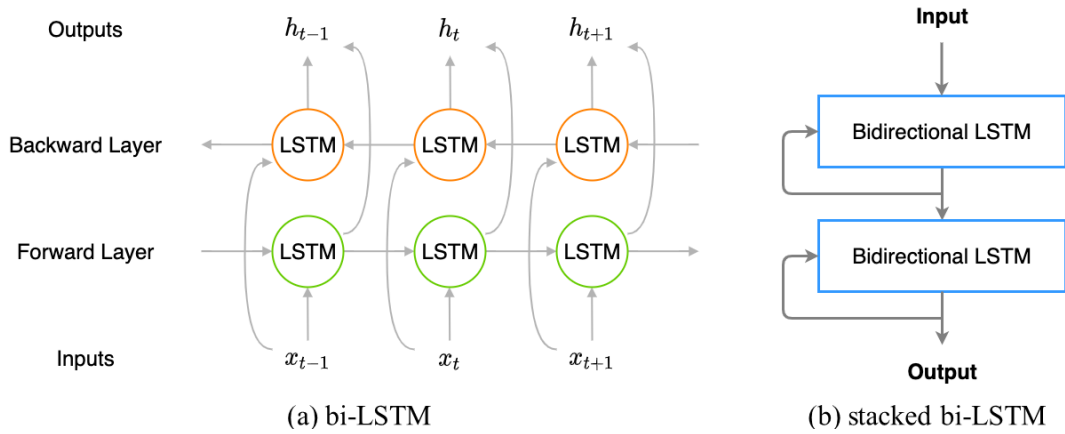 Outputs h_{t-1} h_t h_{t+1}
Backward Layer LSTM LSTM LSTM
Forward Layer LSTM LSTM LSTM
Inputs x_{t-1} x_t x_{t+1}
(a) bi-LSTM
Input
Bidirectional LSTM
Bidirectional LSTM
Output
(b) stacked bi-LSTM